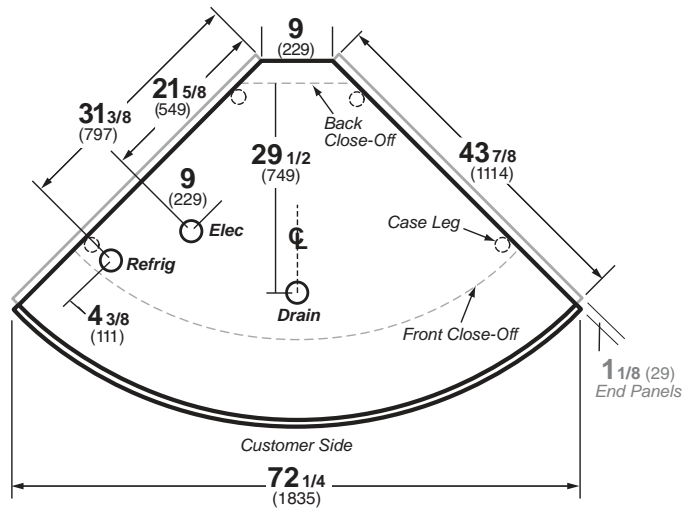 9
(229)
21 5/8
(549)
31 3/8
(797)
Back
Close-Off
29 1/2
(749)
43 7/8
(1114)
9
(229)
Elec
℄
Case Leg
Refrig
Drain
4 3/8
(111)
Front Close-Off
1 1/8 (29)
End Panels
Customer Side
72 1/4
(1835)